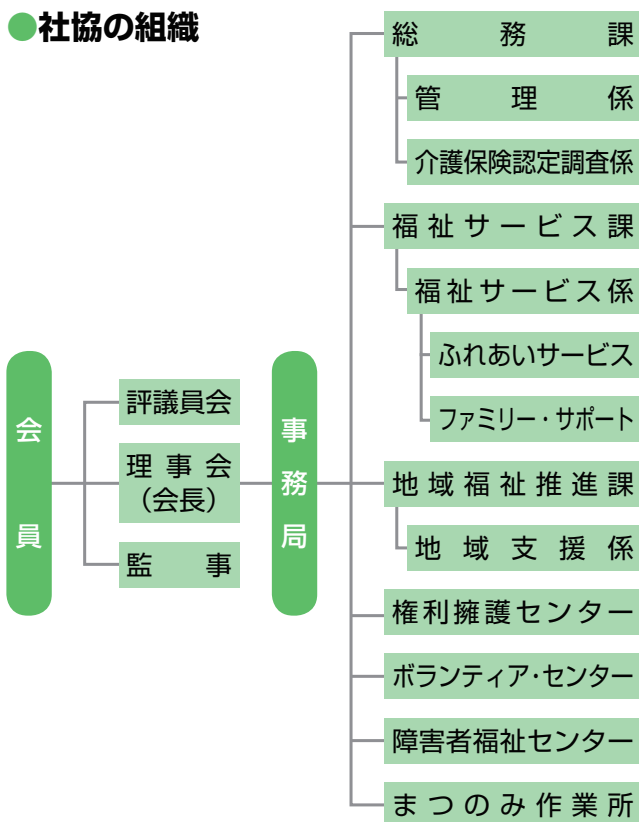 ●社協の組織
会員
評議員会
理事会
（会長）
監事
事務局
総務課
管理係
介護保険認定調査係
福祉サービス課
福祉サービス係
ふれあいサービス
ファミリー・サポート
地域福祉推進課
地域支援係
権利擁護センター
ボランティア・センター
障害者福祉センター
まつのみ作業所